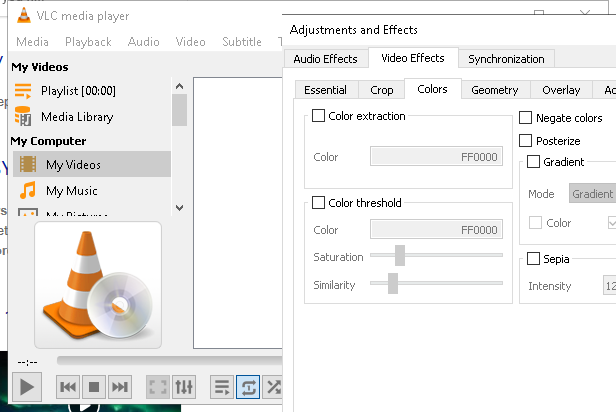 VLC media player
Media Playback Audio Video Subtitle
My Videos
Playlist [00:00]
Media Library
My Computer
My Videos
My Music
My Pictures
--:--
Adjustments and Effects
Audio Effects Video Effects Synchronization
Essential Crop Colors Geometry Overlay
Color extraction
Color FF0000
Color threshold
Color FF0000
Saturation
Similarity
Negate colors
Posterize
Gradient
Mode Gradient
Color
Sepia
Intensity 12